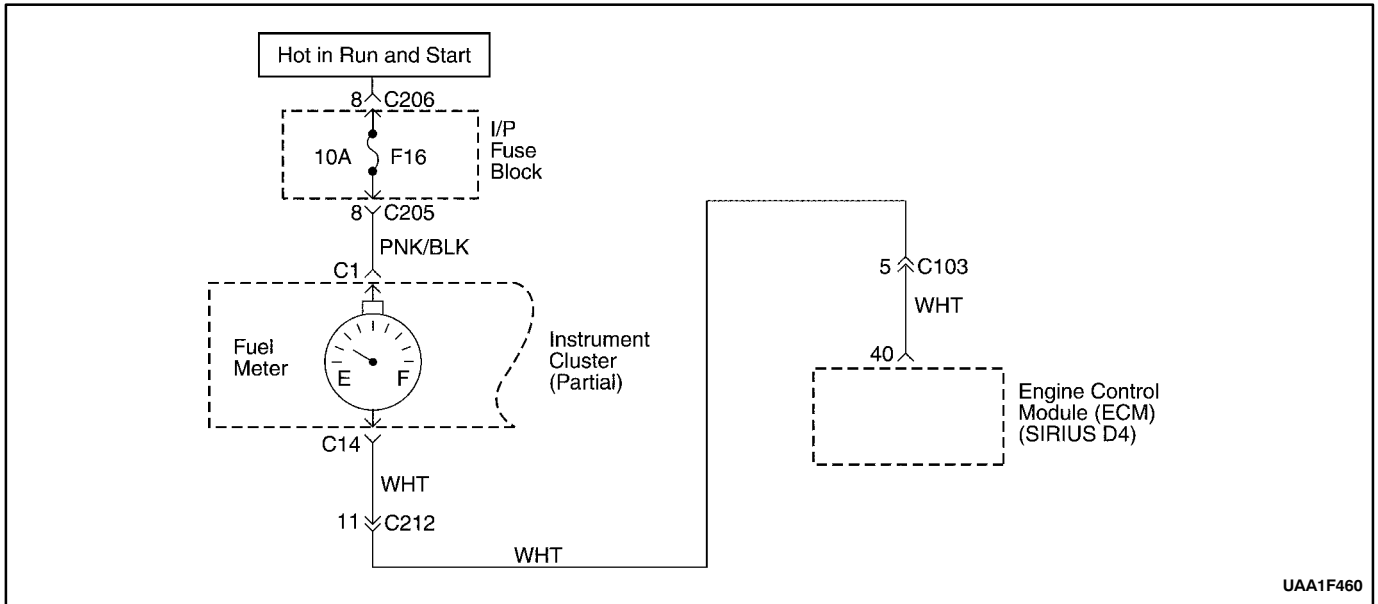 Hot in Run and Start
8 C206
10A F16
I/P
Fuse
Block
8 C205
PNK/BLK
C1
Fuel
Meter
E F
Instrument
Cluster
(Partial)
C14
WHT
11 C212
WHT
5 C103
WHT
40
Engine Control
Module (ECM)
(SIRIUS D4)
UAA1F460